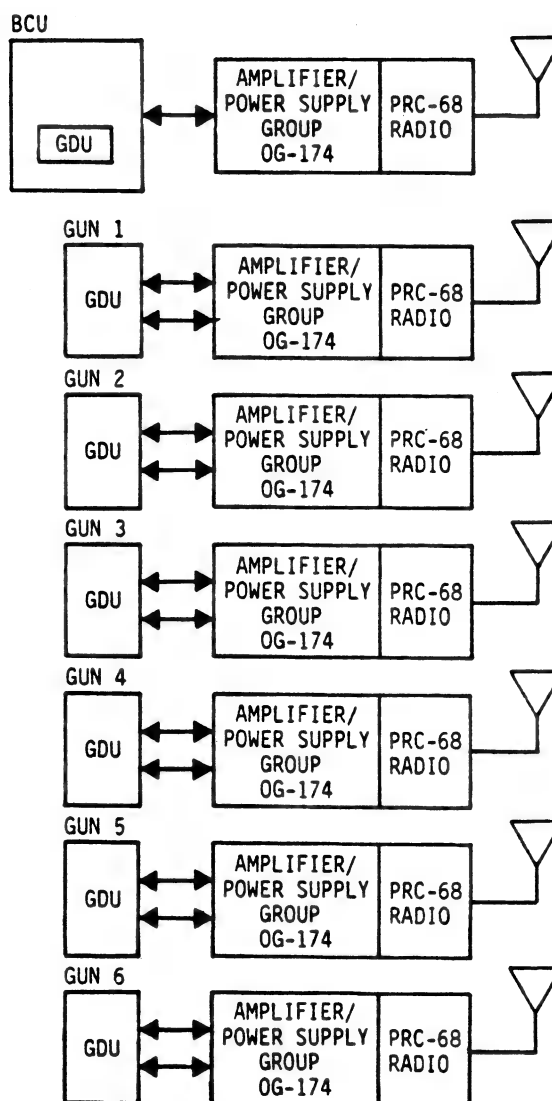 BCU
GDU
AMPLIFIER/
POWER SUPPLY
GROUP
OG-174
PRC-68
RADIO
GUN 1
GDU
AMPLIFIER/
POWER SUPPLY
GROUP
OG-174
PRC-68
RADIO
GUN 2
GDU
AMPLIFIER/
POWER SUPPLY
GROUP
OG-174
PRC-68
RADIO
GUN 3
GDU
AMPLIFIER/
POWER SUPPLY
GROUP
OG-174
PRC-68
RADIO
GUN 4
GDU
AMPLIFIER/
POWER SUPPLY
GROUP
OG-174
PRC-68
RADIO
GUN 5
GDU
AMPLIFIER/
POWER SUPPLY
GROUP
OG-174
PRC-68
RADIO
GUN 6
GDU
AMPLIFIER/
POWER SUPPLY
GROUP
OG-174
PRC-68
RADIO